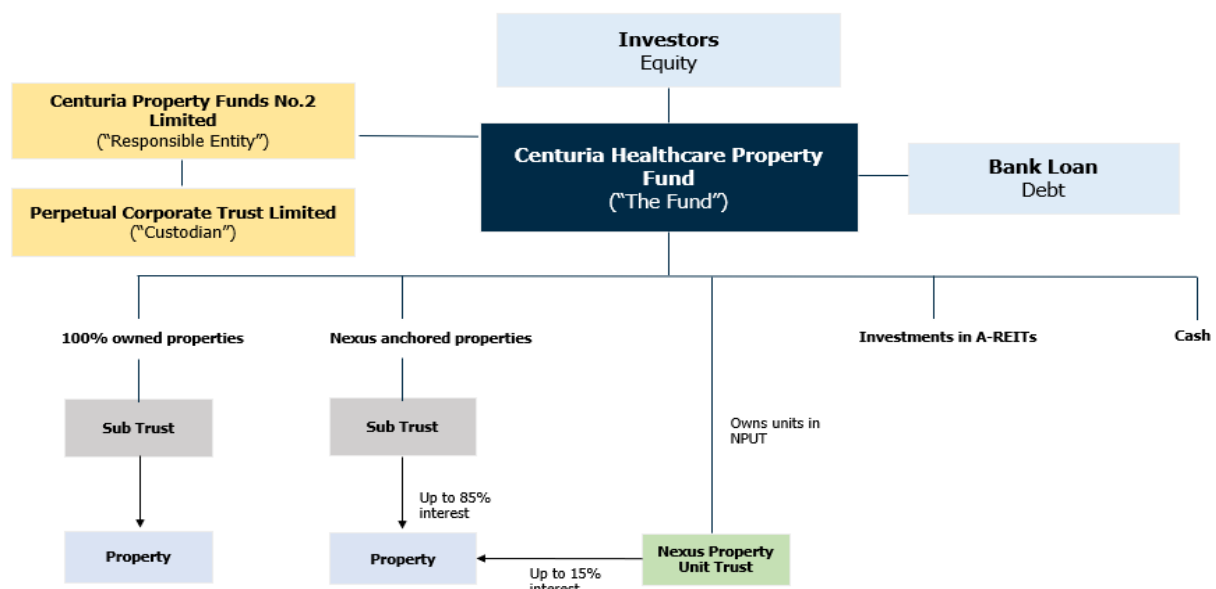 Investors
Equity
Centuria Property Funds No.2
Limited
("Responsible Entity")
Centuria Healthcare Property
Fund
("The Fund")
Bank Loan
Debt
Perpetual Corporate Trust Limited
("Custodian")
100% owned properties
Nexus anchored properties
Investments in A-REITs
Cash
Sub Trust
Sub Trust
Owns units in
NPUT
Up to 85%
interest
Property
Property
Nexus Property
Unit Trust
Up to 15%
interest